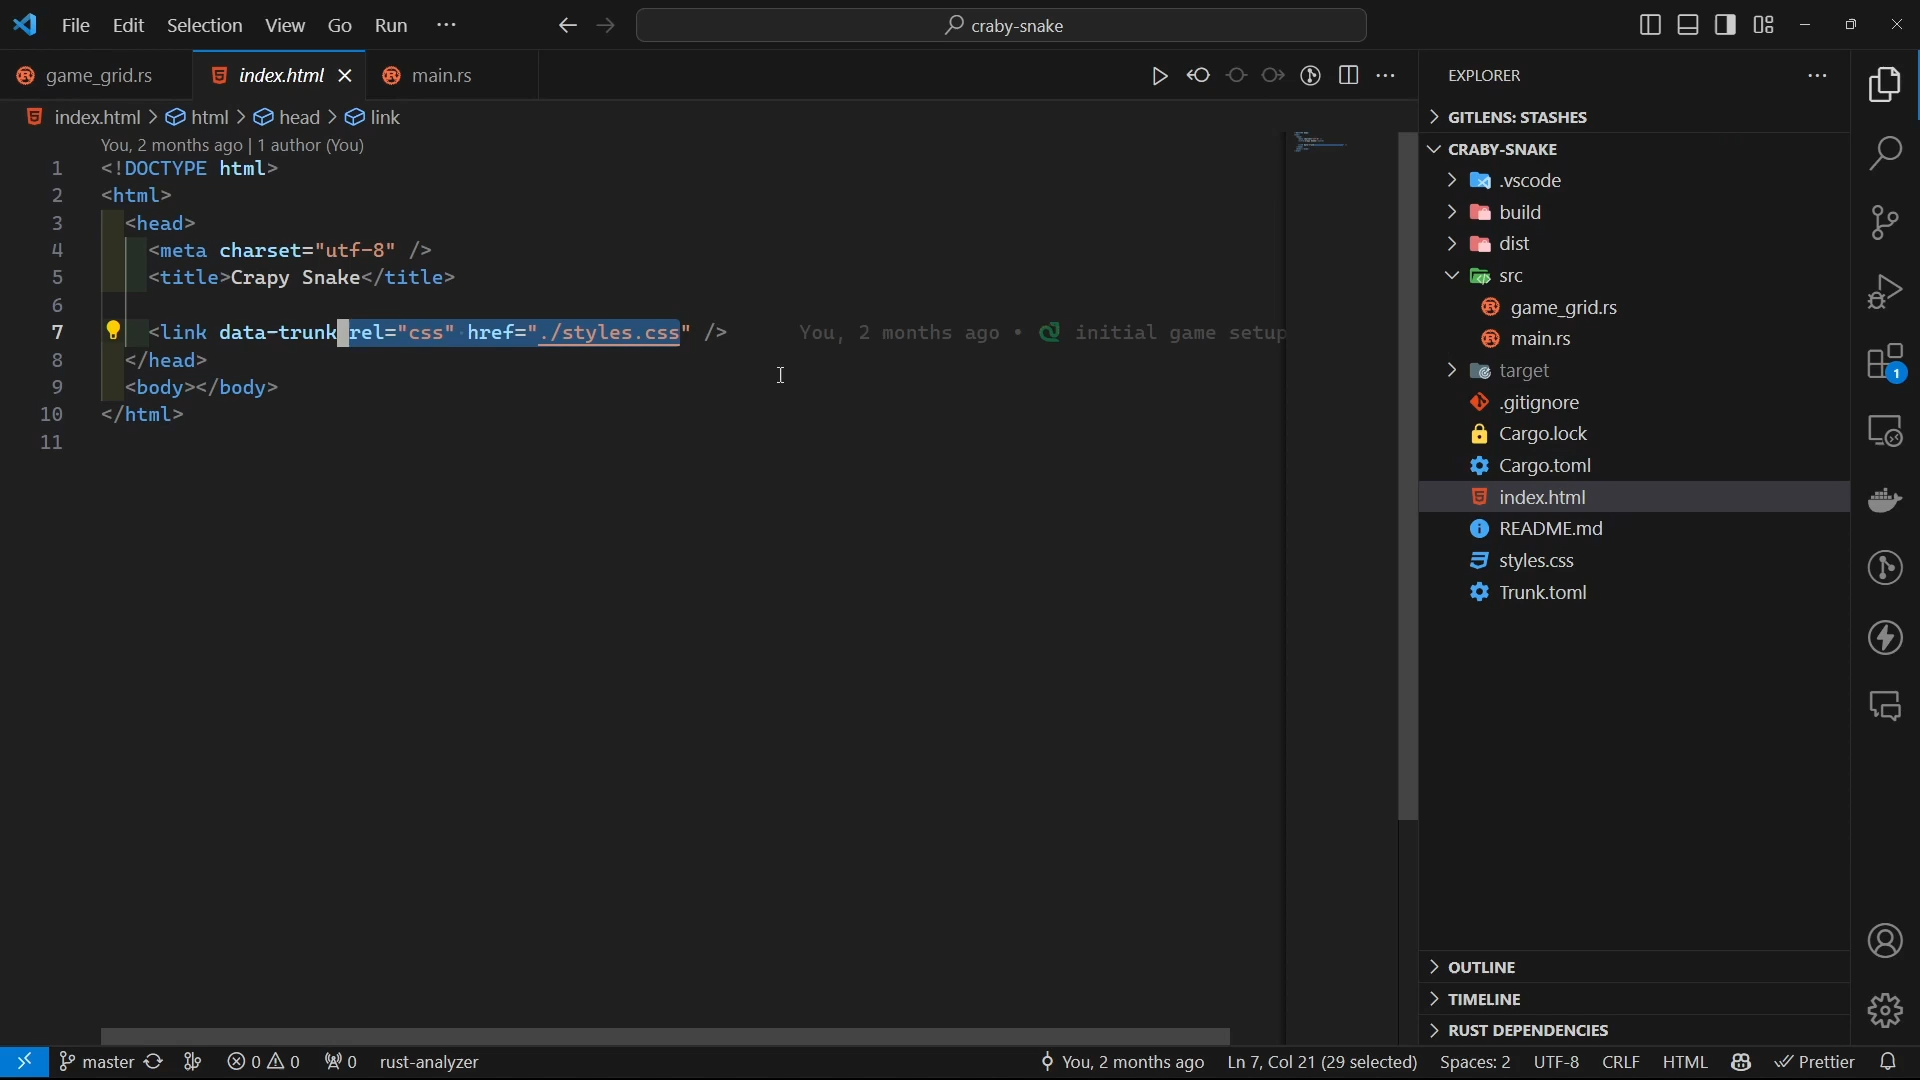 File Edit Selection View Go Run ··· craby-snake
game_grid.rs index.html main.rs
index.html > html > head > link
You, 2 months ago | 1 author (You)
1 <!DOCTYPE html>
2 <html>
3 <head>
4 <meta charset="utf-8" />
5 <title>Crapy Snake</title>
6
7 <link data-trunk rel="css" href="./styles.css" /> You, 2 months ago • initial game setup
8 </head>
9 <body></body>
10 </html>
11
EXPLORER
GITLENS: STASHES
CRABY-SNAKE
.vscode
build
dist
src
game_grid.rs
main.rs
target
.gitignore
Cargo.lock
Cargo.toml
index.html
README.md
styles.css
Trunk.toml
OUTLINE
TIMELINE
RUST DEPENDENCIES
1
master 0 0 0 rust-analyzer You, 2 months ago Ln 7, Col 21 (29 selected) Spaces: 2 UTF-8 CRLF HTML Prettier